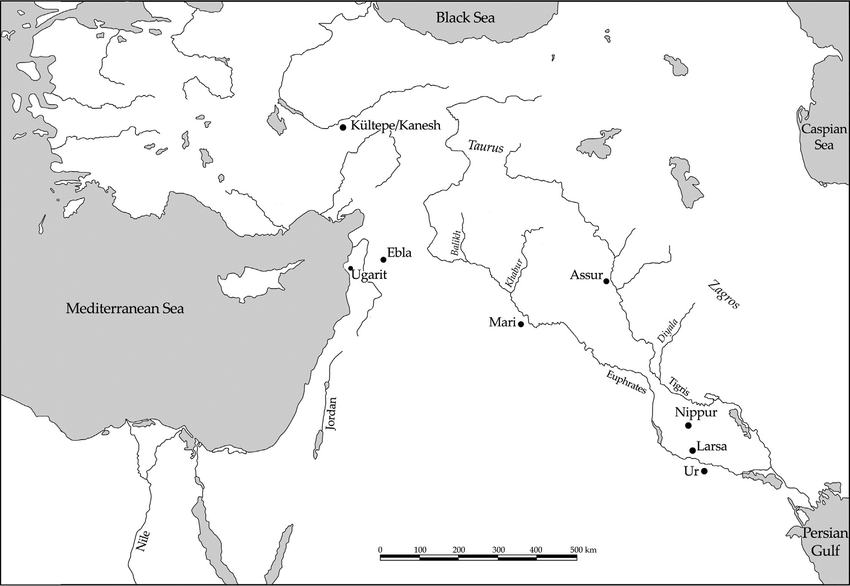 Black Sea
Kültepe/Kanesh
Caspian
Sea
Taurus
Balikh
Khabur
Ebla
Ugarit
Assur
Zagros
Mediterranean Sea
Mari
Diyala
Euphrates
Tigris
Jordan
Nippur
Larsa
Ur
Nile
Persian
Gulf
0 100 200 300 400 500 km